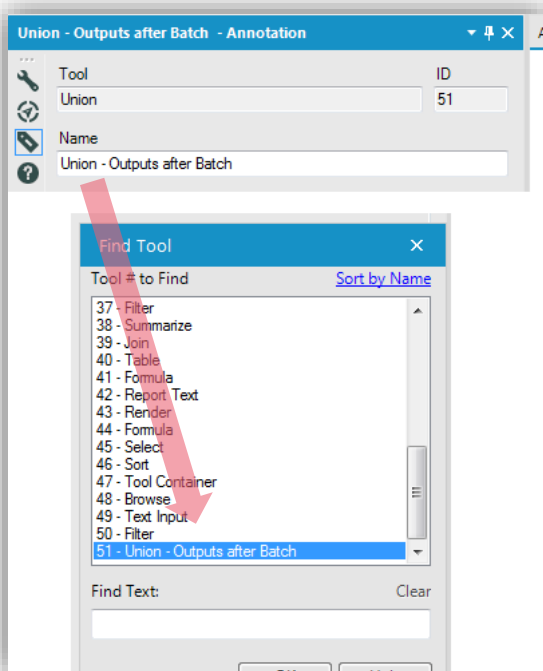 Union - Outputs after Batch - Annotation
Tool ID
Union 51
Name
Union - Outputs after Batch
Find Tool
Tool # to Find Sort by Name
37 - Filter
38 - Summarize
39 - Join
40 - Table
41 - Formula
42 - Report Text
43 - Render
44 - Formula
45 - Select
46 - Sort
47 - Tool Container
48 - Browse
49 - Text Input
50 - Filter
51 - Union - Outputs after Batch
Find Text: Clear